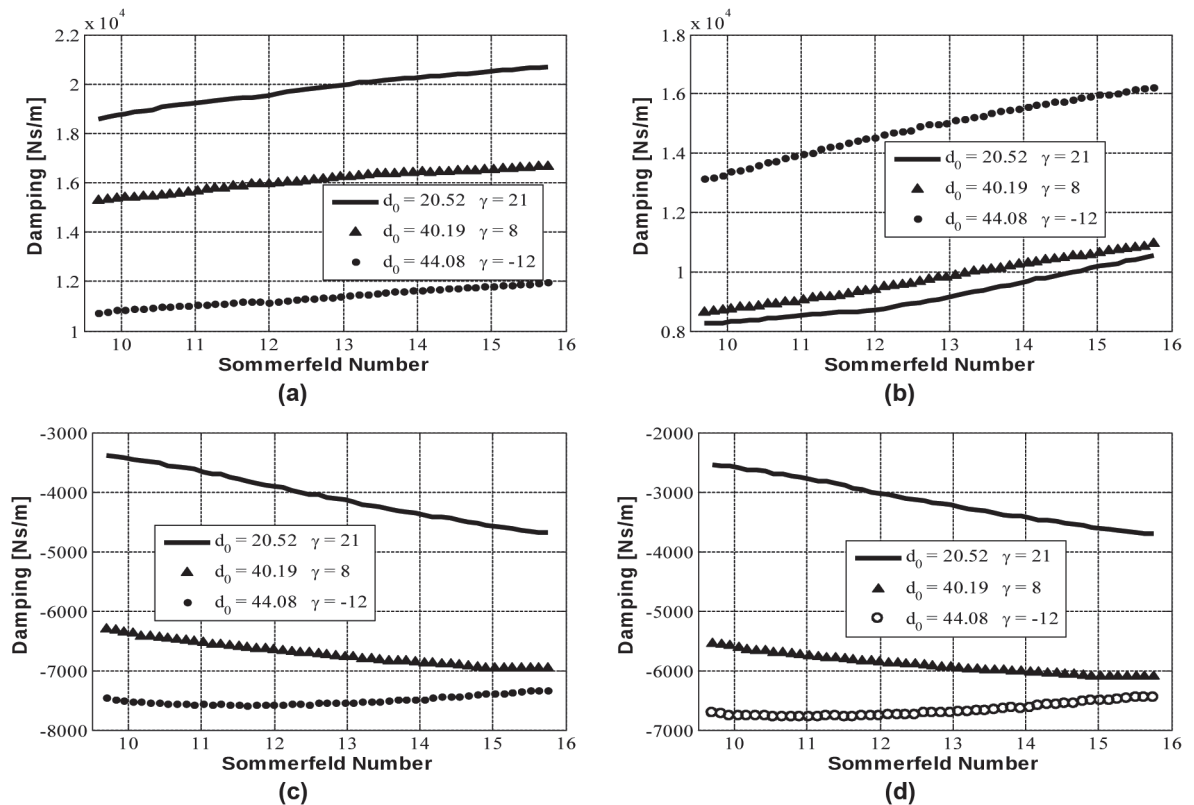 x 10⁴
2.2
2
1.8
1.6
1.4
1.2
1
Damping [Ns/m]
d₀ = 20.52 γ = 21
d₀ = 40.19 γ = 8
d₀ = 44.08 γ = -12
10 11 12 13 14 15 16
Sommerfeld Number
(a)
x 10⁴
1.8
1.6
1.4
1.2
1
0.8
Damping [Ns/m]
d₀ = 20.52 γ = 21
d₀ = 40.19 γ = 8
d₀ = 44.08 γ = -12
10 11 12 13 14 15 16
Sommerfeld Number
(b)
-3000
-4000
-5000
-6000
-7000
-8000
Damping [Ns/m]
d₀ = 20.52 γ = 21
d₀ = 40.19 γ = 8
d₀ = 44.08 γ = -12
10 11 12 13 14 15 16
Sommerfeld Number
(c)
-2000
-3000
-4000
-5000
-6000
-7000
Damping [Ns/m]
d₀ = 20.52 γ = 21
d₀ = 40.19 γ = 8
d₀ = 44.08 γ = -12
10 11 12 13 14 15 16
Sommerfeld Number
(d)